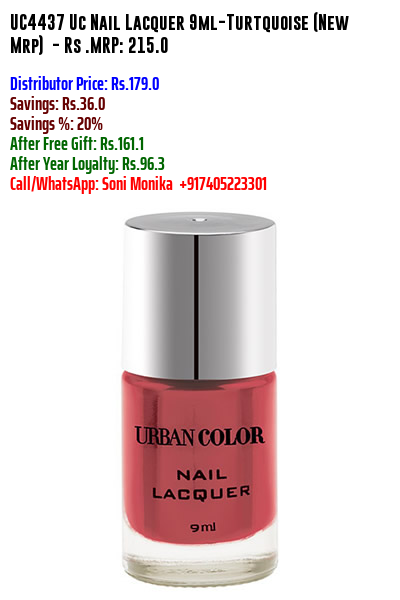 UC4437 Uc Nail Lacquer 9ml-Turtquoise (New
Mrp) - Rs .MRP: 215.0
Distributor Price: Rs.179.0
Savings: Rs.36.0
Savings %: 20%
After Free Gift: Rs.161.1
After Year Loyalty: Rs.96.3
Call/WhatsApp: Soni Monika +917405223301
URBAN COLOR
NAIL
LACQUER
9ml